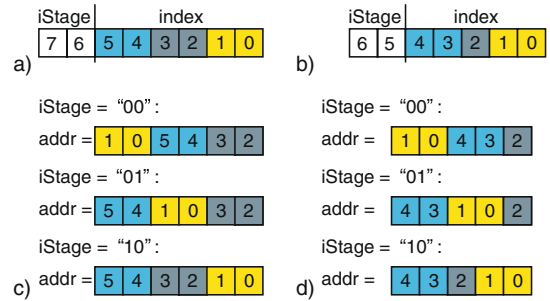 iStage index
7 6 5 4 3 2 1 0
a)
iStage index
6 5 4 3 2 1 0
b)
iStage = “00” :
addr = 1 0 5 4 3 2
iStage = “01” :
addr = 5 4 1 0 3 2
iStage = “10” :
addr = 5 4 3 2 1 0
c)
iStage = “00” :
addr = 1 0 4 3 2
iStage = “01” :
addr = 4 3 1 0 2
iStage = “10” :
addr = 4 3 2 1 0
d)